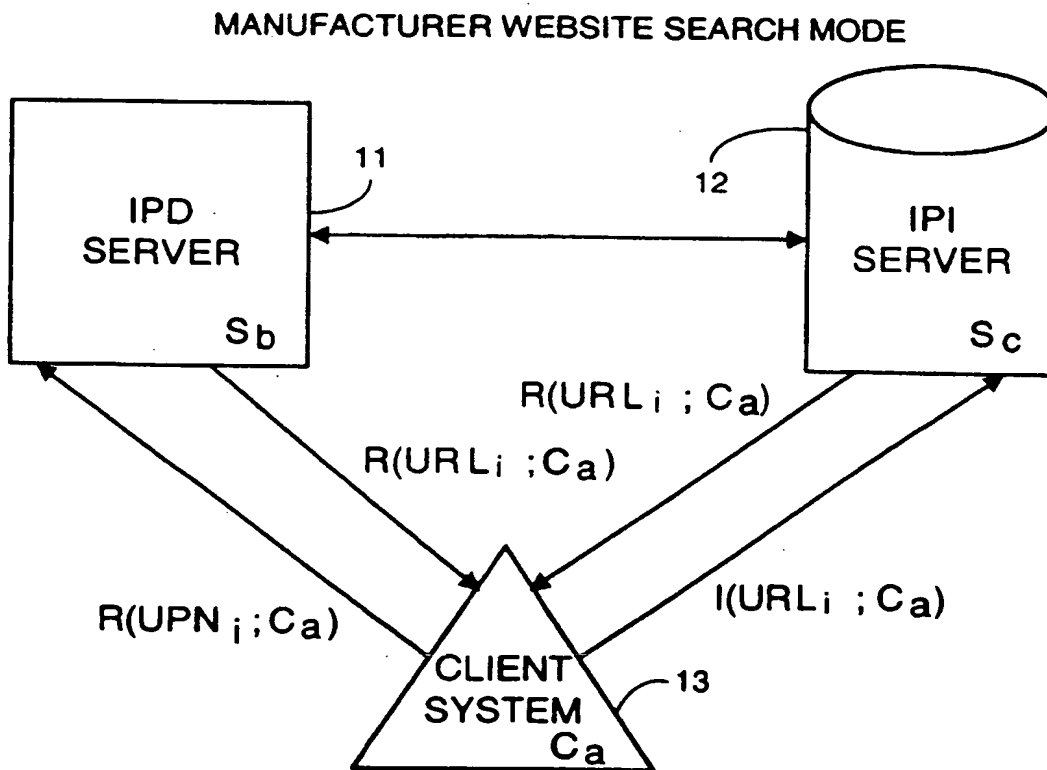 MANUFACTURER WEBSITE SEARCH MODE
11
12
IPD
SERVER
Sb
IPI
SERVER
Sc
R(URLi ; Ca)
R(URLi ; Ca)
R(UPNi ; Ca)
I(URLi ; Ca)
CLIENT
SYSTEM
Ca
13